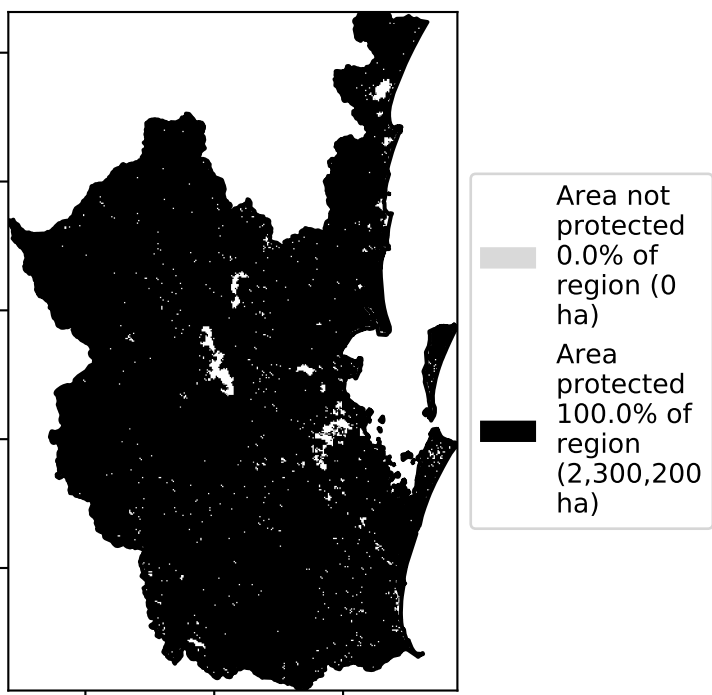 Area not
protected
0.0% of
region (0
ha)
Area
protected
100.0% of
region
(2,300,200
ha)